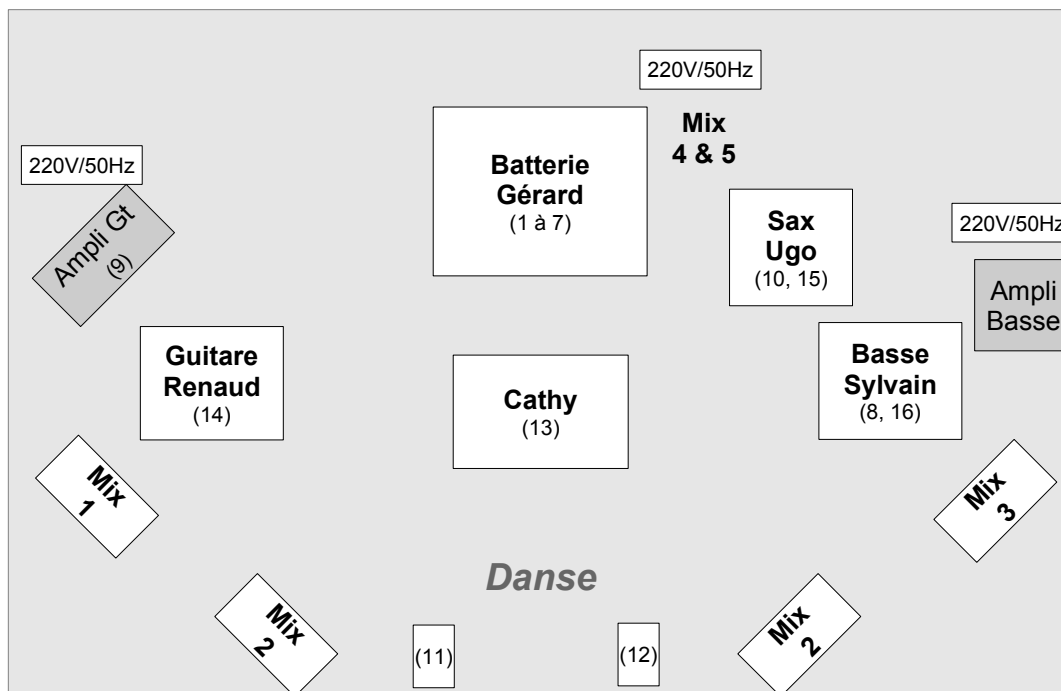 220V/50Hz
Mix
4 & 5
Batterie
Gérard
(1 à 7)
220V/50Hz
Ampli Gt
(9)
Sax
Ugo
(10, 15)
220V/50Hz
Ampli
Basse
Guitare
Renaud
(14)
Cathy
(13)
Basse
Sylvain
(8, 16)
Mix
1
Mix
3
Danse
Mix
2
(11)
(12)
Mix
2